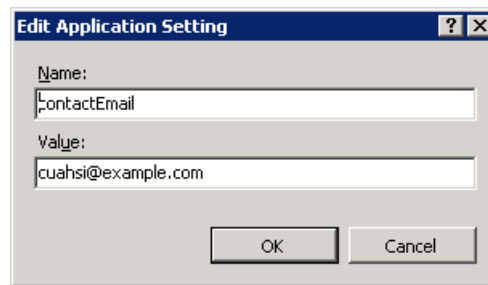 Edit Application Setting
Name:
contactEmail
Value:
cuahsi@example.com
OK
Cancel